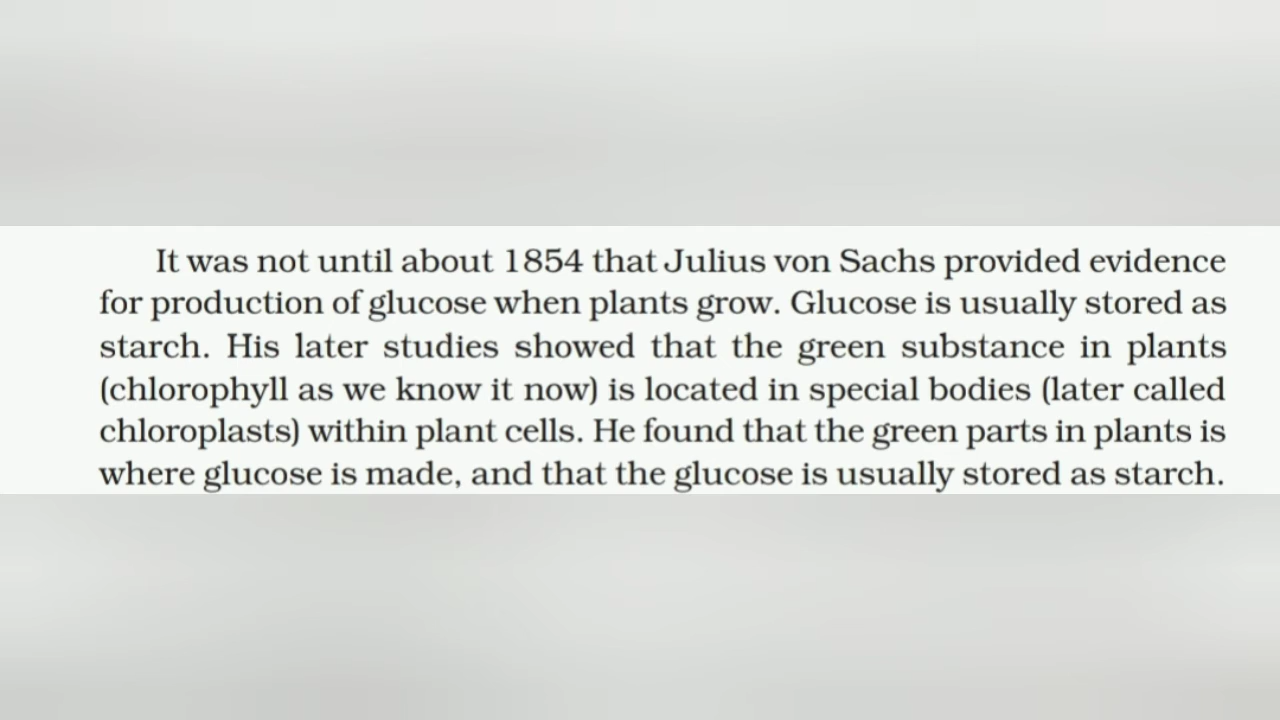 It was not until about 1854 that Julius von Sachs provided evidence
for production of glucose when plants grow. Glucose is usually stored as
starch. His later studies showed that the green substance in plants
(chlorophyll as we know it now) is located in special bodies (later called
chloroplasts) within plant cells. He found that the green parts in plants is
where glucose is made, and that the glucose is usually stored as starch.